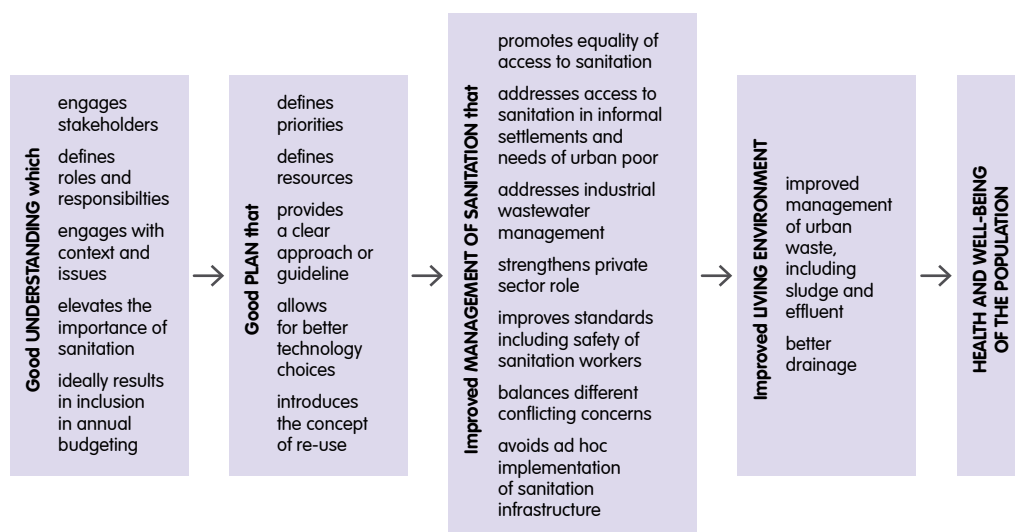 Good UNDERSTANDING which
engages
stakeholders
defines
roles and
responsibilties
engages with
context and
issues
elevates the
importance of
sanitation
ideally results
in inclusion
in annual
budgeting
Good PLAN that
defines
priorities
defines
resources
provides
a clear
approach or
guideline
allows
for better
technology
choices
introduces
the concept
of re-use
Improved MANAGEMENT OF SANITATION that
promotes equality of
access to sanitation
addresses access to
sanitation in informal
settlements and
needs of urban poor
addresses industrial
wastewater
management
strengthens private
sector role
improves standards
including safety of
sanitation workers
balances different
conflicting concerns
avoids ad hoc
implementation
of sanitation
infrastructure
Improved LIVING ENVIRONMENT
improved
management
of urban
waste,
including
sludge and
effluent
better
drainage
HEALTH AND WELL-BEING
OF THE POPULATION